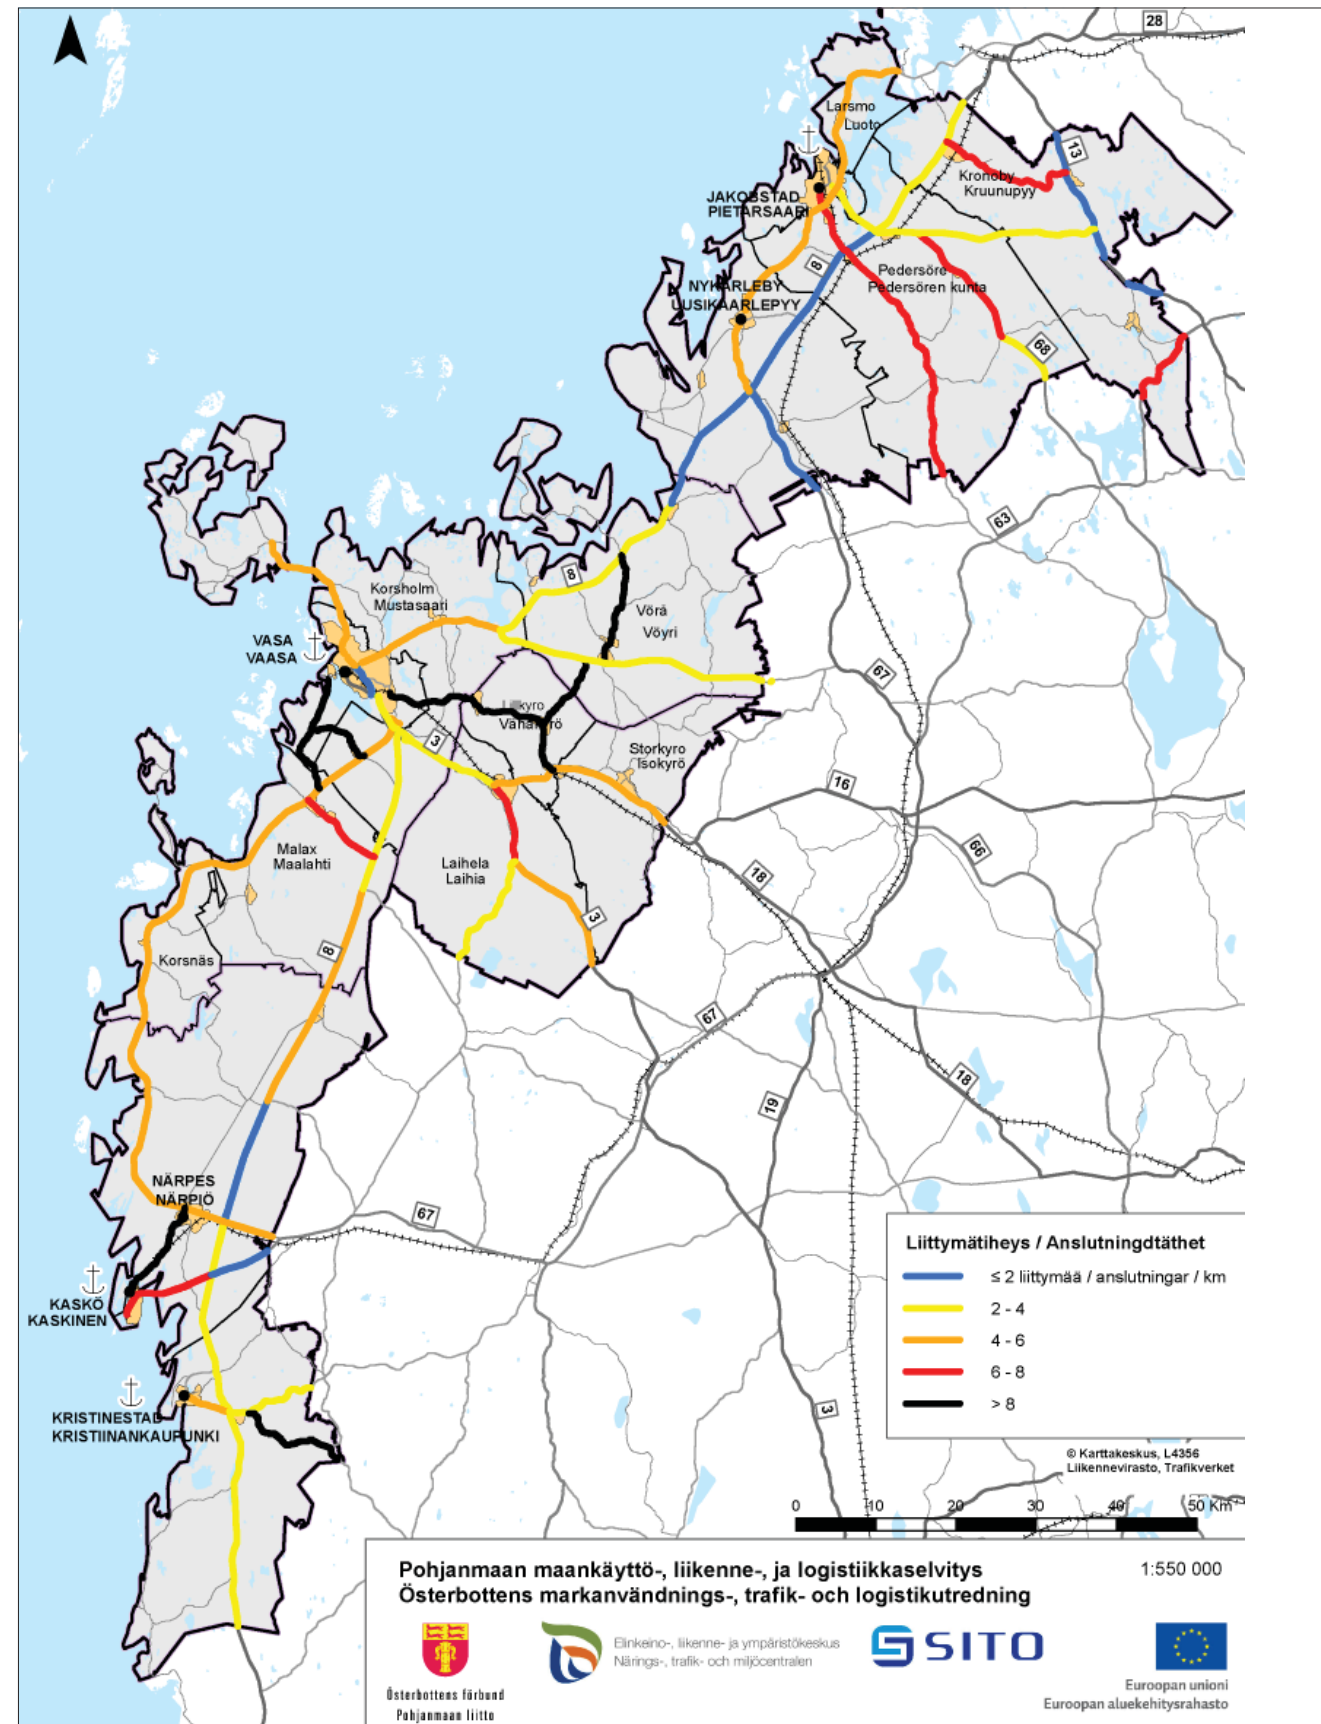 28
Larsmo
Luoto
13
Kronoby
Kruunupyy
JAKOBSTAD
PIETARSAARI
8
Pedersöre
Pedersören kunta
NYKARLEBY
UUSIKAARLEPYY
68
63
8
Korsholm
Mustasaari
Vörå
Vöyri
VASA
VAASA
67
3
Storkyro
Isokyrö
16
Malax
Maalahti
Laihela
Laihia
66
18
3
8
Korsnäs
67
18
19
NÄRPES
NÄRPIÖ
67
KASKÖ
KASKINEN
KRISTINESTAD
KRISTIINANKAUPUNKI
3
Liittymätiheys / Anslutningdtäthet
≤ 2 liittymää / anslutningar / km
2 - 4
4 - 6
6 - 8
> 8
© Karttakeskus, L4356
Liikennevirasto, Trafikverket
0 10 20 30 40 50 Km
Pohjanmaan maankäyttö-, liikenne-, ja logistiikkaselvitys
Österbottens markanvändnings-, trafik- och logistikutredning
1:550 000
Elinkeino-, liikenne- ja ympäristökeskus
Närings-, trafik- och miljöcentralen
SITO
Österbottens förbund
Pohjanmaan liitto
Euroopan unioni
Euroopan aluekehitysrahasto